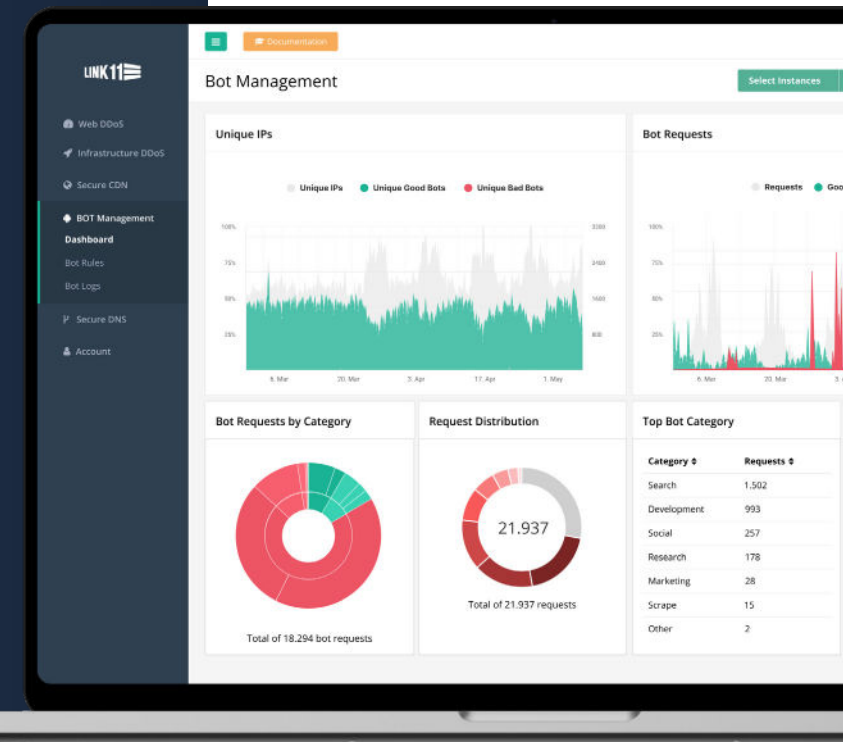 LINK11
Documentation
Bot Management
Select Instances
Web DDoS
Infrastructure DDoS
Secure CDN
BOT Management
Dashboard
Bot Rules
Bot Logs
Secure DNS
Account
Unique IPs
Unique IPs
Unique Good Bots
Unique Bad Bots
100%
75%
50%
25%
3200
2400
1600
800
6. Mar
20. Mar
3. Apr
17. Apr
1. May
Bot Requests
Requests
Goo
100%
75%
50%
25%
6. Mar
20. Mar
3. A
Bot Requests by Category
Total of 18.294 bot requests
Request Distribution
21.937
Total of 21.937 requests
Top Bot Category
Category Requests
Search 1.502
Development 993
Social 257
Research 178
Marketing 28
Scrape 15
Other 2